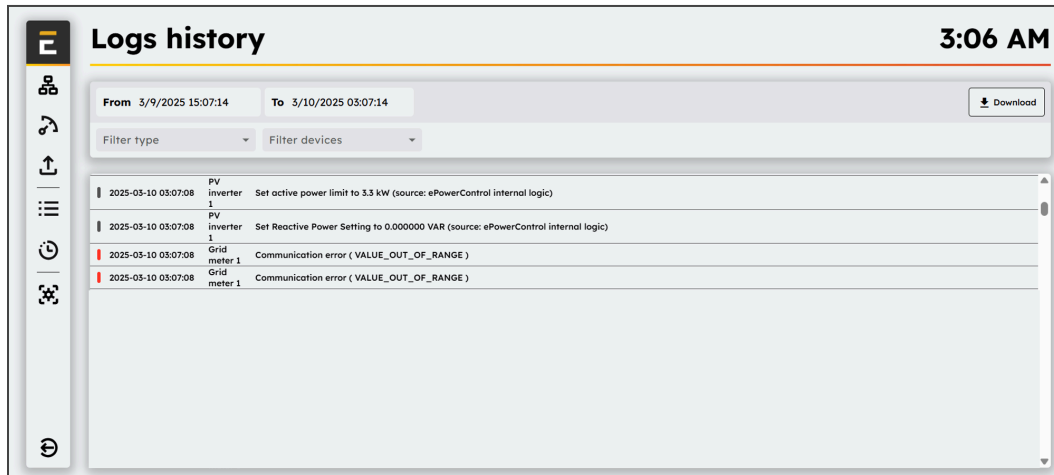 E
Logs history
3:06 AM
From 3/9/2025 15:07:14
To 3/10/2025 03:07:14
Download
Filter type
Filter devices
2025-03-10 03:07:08 PV inverter 1 Set active power limit to 3.3 kW (source: ePowerControl internal logic)
2025-03-10 03:07:08 PV inverter 1 Set Reactive Power Setting to 0.000000 VAR (source: ePowerControl internal logic)
2025-03-10 03:07:08 Grid meter 1 Communication error ( VALUE_OUT_OF_RANGE )
2025-03-10 03:07:08 Grid meter 1 Communication error ( VALUE_OUT_OF_RANGE )